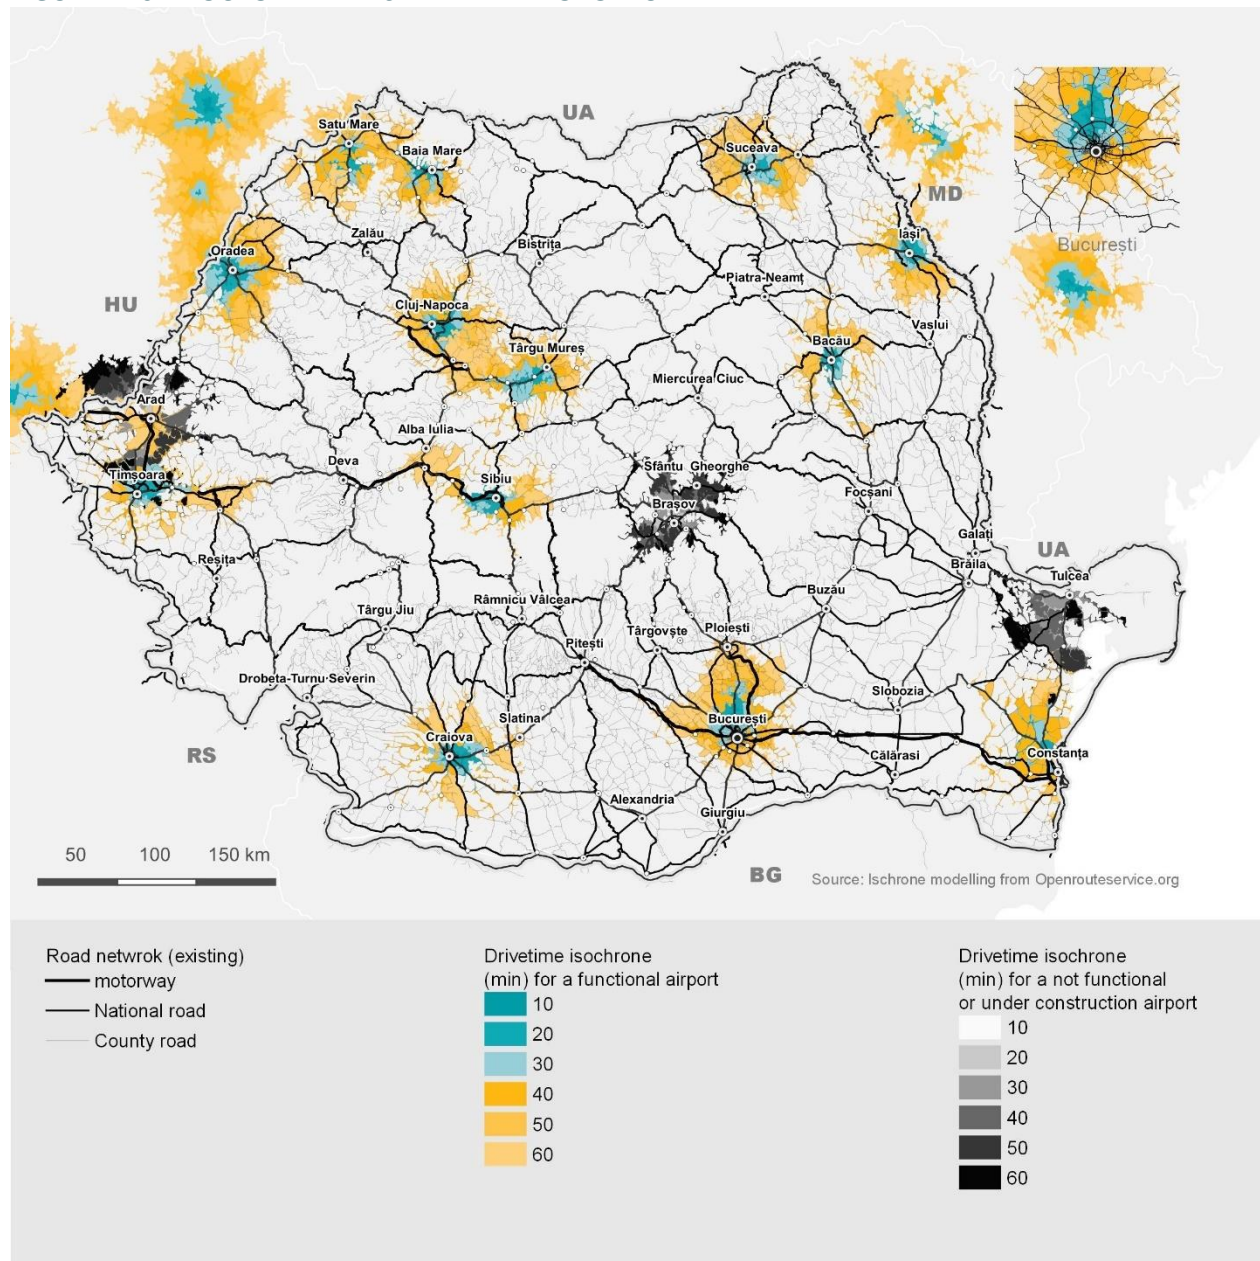 UA
Satu Mare
Baia Mare
Suceava
MD
Zalău
Bistrița
Iași
București
Oradea
Piatra-Neamț
HU
Cluj-Napoca
Vaslui
Târgu Mureș
Bacău
Miercurea Ciuc
Arad
Alba Iulia
Deva
Sfântu Gheorghe
Timșoara
Sibiu
Focșani
Brașov
Galați
UA
Reșița
Brăila
Tulcea
Târgu Jiu
Râmnicu Vâlcea
Buzău
Târgovște
Ploiești
Pitești
Drobeta-Turnu Severin
Slobozia
Slatina
București
Craiova
RS
Călărasi
Constanța
Alexandria
Giurgiu
50 100 150 km
BG
Source: Ischrone modelling from Openrouteservice.org
Road netwrok (existing)
motorway
National road
County road
Drivetime isochrone
(min) for a functional airport
10
20
30
40
50
60
Drivetime isochrone
(min) for a not functional
or under construction airport
10
20
30
40
50
60